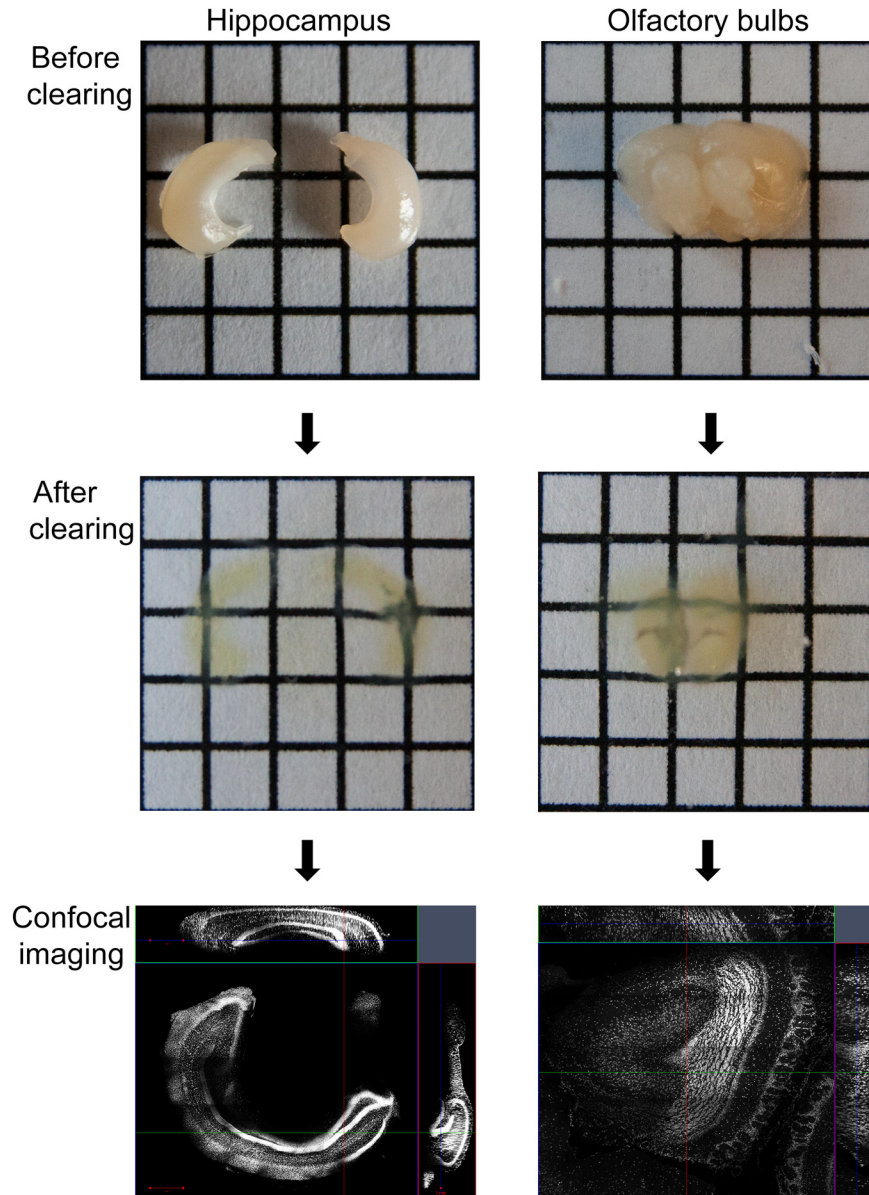 Hippocampus
Olfactory bulbs
Before
clearing
After
clearing
Confocal
imaging